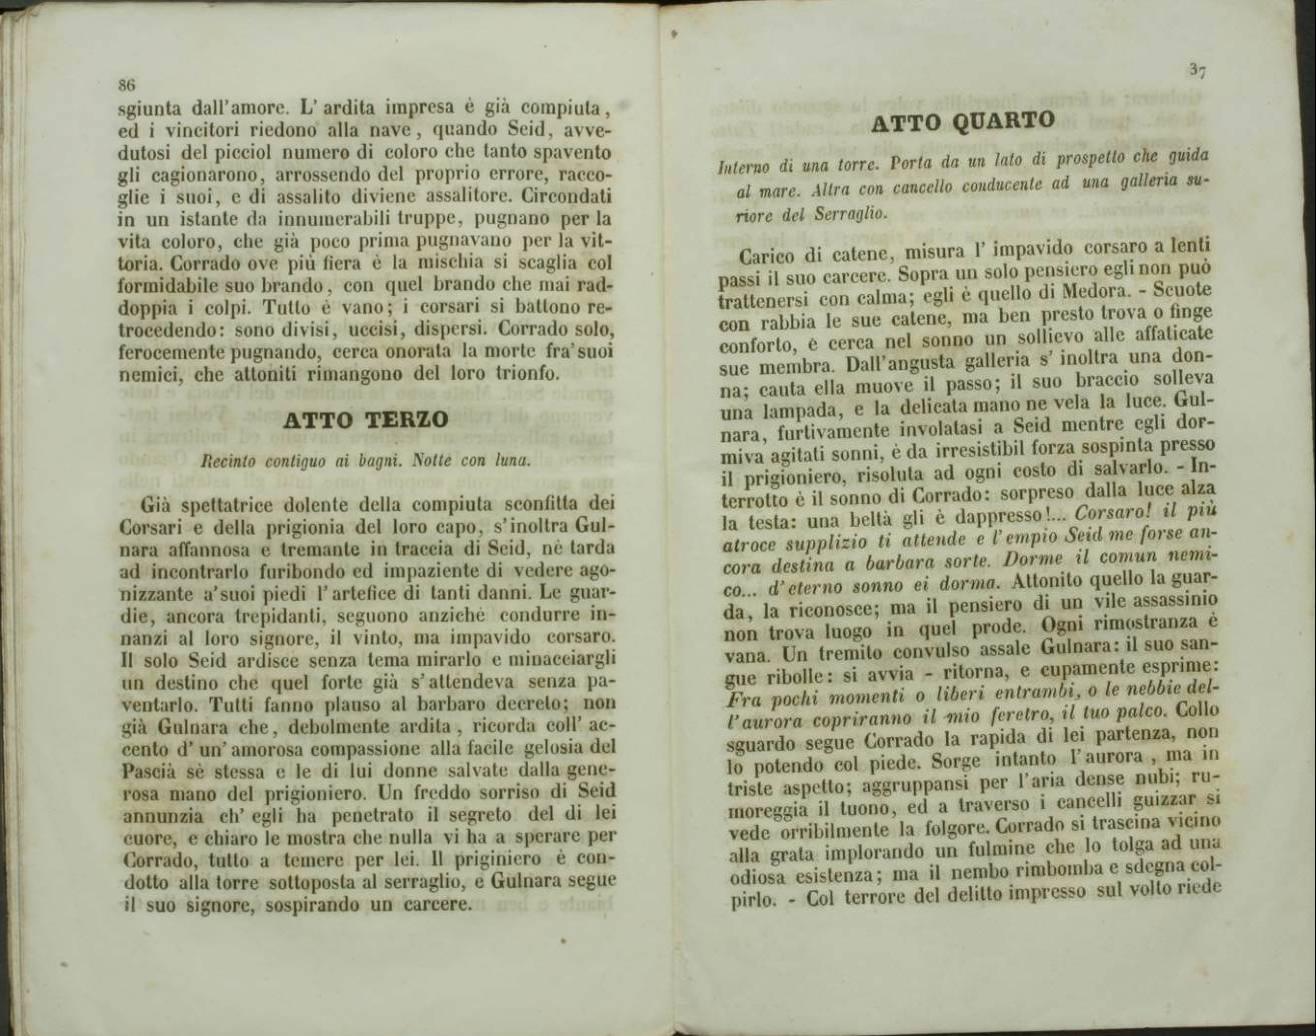 86
sgiunta dall'amore. L' ardita impresa è già compiuta,
ed i vincitori riedono alla nave, quando Seid, avve-
dutosi del picciol numero di coloro che tanto spavento
gli cagionarono, arrossendo del proprio errore, racco-
glie i suoi, e di assalito diviene assalitore. Circondati
in un istante da innumerabili truppe, pugnano per la
vita coloro, che già poco prima pugnavano per la vit-
toria. Corrado ove più fiera è la mischia si scaglia col
formidabile suo brando, con quel brando che mai rad-
doppia i colpi. Tutto è vano; i corsari si battono re-
trocedendo: sono divisi, uccisi, dispersi. Corrado solo,
ferocemente pugnando, cerca onorata la morte fra' suoi
nemici, che attoniti rimangono del loro trionfo.
ATTO TERZO
Recinto contiguo ai bagni. Notte con luna.
Già spettatrice dolente della compiuta sconfitta dei
Corsari e della prigionia del loro capo, s' inoltra Gul-
nara affannosa e tremante in traccia di Seid, nè tarda
ad incontrarlo furibondo ed impaziente di vedere ago-
nizzante a' suoi piedi l' artefice di tanti danni. Le guar-
die, ancora trepidanti, seguono anzichè condurre in-
nanzi al loro signore, il vinto, ma impavido corsaro.
Il solo Seid ardisce senza tema mirarlo e minacciargli
un destino che quel forte già s' attendeva senza pa-
ventarlo. Tutti fanno plauso al barbaro decreto; non
già Gulnara che, debolmente ardita, ricorda coll' ac-
cento d' un' amorosa compassione alla facile gelosia del
Pascià sè stessa e le di lui donne salvate dalla gene-
rosa mano del prigioniero. Un freddo sorriso di Seid
annunzia ch' egli ha penetrato il segreto del di lei
cuore, e chiaro le mostra che nulla vi ha a sperare per
Corrado, tutto a temere per lei. Il priginiero è con-
dotto alla torre sottoposta al serraglio, e Gulnara segue
il suo signore, sospirando un carcere.
37
ATTO QUARTO
Interno di una torre. Porta da un lato di prospetto che guida
al mare. Altra con cancello conducente ad una galleria su-
riore del Serraglio.
Carico di catene, misura l' impavido corsaro a lenti
passi il suo carcere. Sopra un solo pensiero egli non può
trattenersi con calma; egli è quello di Medora. - Scuote
con rabbia le sue catene, ma ben presto trova o finge
conforto, è cerca nel sonno un sollievo alle affaticate
sue membra. Dall'angusta galleria s' inoltra una don-
na; cauta ella muove il passo; il suo braccio solleva
una lampada, e la delicata mano ne vela la luce. Gul-
nara, furtivamente involatasi a Seid mentre egli dor-
miva agitati sonni, è da irresistibil forza sospinta presso
il prigioniero, risoluta ad ogni costo di salvarlo. - In-
terrotto è il sonno di Corrado: sorpreso dalla luce alza
la testa: una beltà gli è dappresso!... Corsaro! il più
atroce supplizio ti attende e l'empio Seid me forse an-
cora destina a barbara sorte. Dorme il comun nemi-
co... d' eterno sonno ei dorma. Attonito quello la guar-
da, la riconosce; ma il pensiero di un vile assassinio
non trova luogo in quel prode. Ogni rimostranza è
vana. Un tremito convulso assale Gulnara: il suo san-
gue ribolle: si avvia - ritorna, e cupamente esprime:
Fra pochi momenti o liberi entrambi, o le nebbie del-
l'aurora copriranno il mio feretro, il tuo palco. Collo
sguardo segue Corrado la rapida di lei partenza, non
lo potendo col piede. Sorge intanto l' aurora, ma in
triste aspetto; aggruppansi per l'aria dense nubi; ru-
moreggia il tuono, ed a traverso i cancelli guizzar si
vede orribilmente la folgore. Corrado si trascina vicino
alla grata implorando un fulmine che lo tolga ad una
odiosa esistenza; ma il nembo rimbomba e sdegna col-
pirlo. - Col terrore del delitto impresso sul volto riede